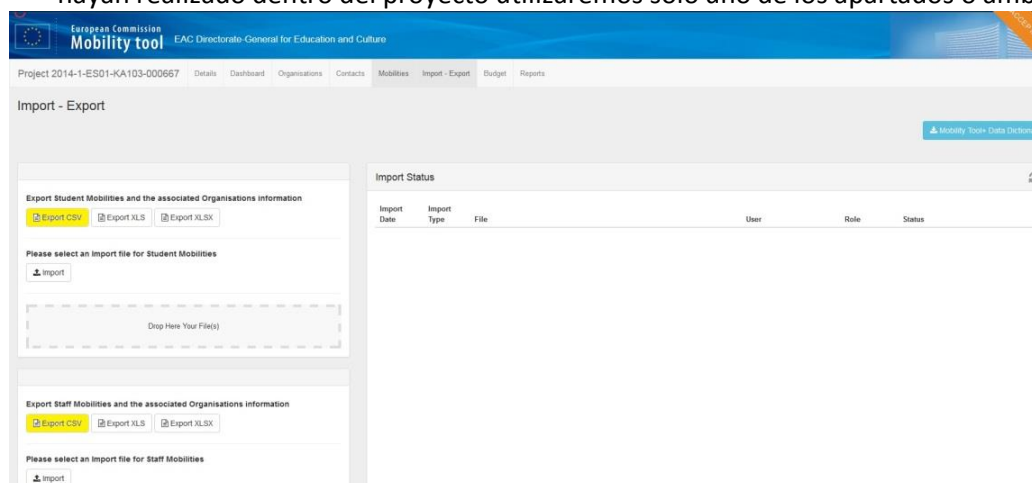 hayan realizado dentro del proyecto utilizaremos solo uno de los apartados o
European Commission
Mobility tool EAC Directorate-General for Education and Culture
Project 2014-1-ES01-KA103-000667 Details Dashboard Organisations Contacts Mobilities Import - Export Budget Reports
Import - Export
Mobility Tool+ Data
Export Student Mobilities and the associated Organisations information
Export CSV Export XLS Export XLSX
Please select an import file for Student Mobilities
Import
Drop Here Your File(s)
Export Staff Mobilities and the associated Organisations information
Export CSV Export XLS Export XLSX
Please select an import file for Staff Mobilities
Import
Import Status
Import Date Import Type File User Role Status